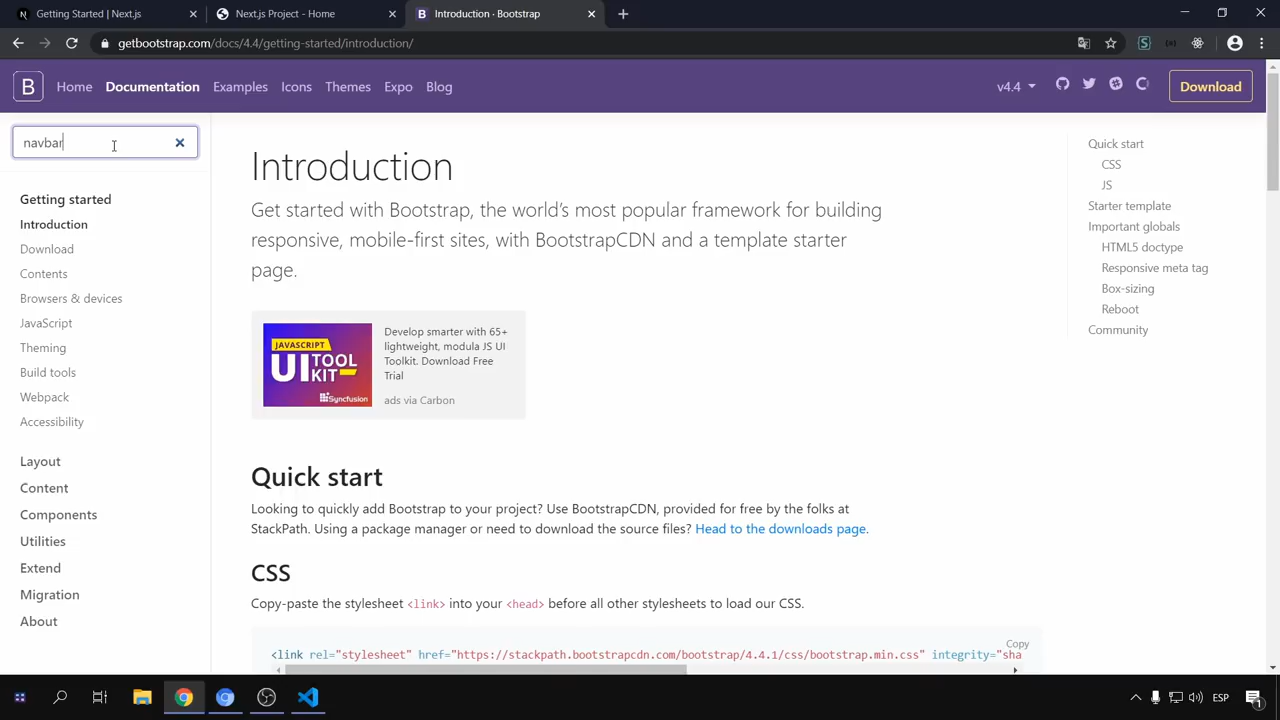 Getting Started | Next.js
Next.js Project - Home
Introduction · Bootstrap
getbootstrap.com/docs/4.4/getting-started/introduction/
B Home Documentation Examples Icons Themes Expo Blog v4.4 Download
navbar
Getting started
Introduction
Download
Contents
Browsers & devices
JavaScript
Theming
Build tools
Webpack
Accessibility
Layout
Content
Components
Utilities
Extend
Migration
About
Introduction
Get started with Bootstrap, the world's most popular framework for building
responsive, mobile-first sites, with BootstrapCDN and a template starter
page.
JAVASCRIPT
UI TOOL
KIT
Syncfusion
Develop smarter with 65+
lightweight, modula JS UI
Toolkit. Download Free
Trial
ads via Carbon
Quick start
Looking to quickly add Bootstrap to your project? Use BootstrapCDN, provided for free by the folks at
StackPath. Using a package manager or need to download the source files? Head to the downloads page.
CSS
Copy-paste the stylesheet <link> into your <head> before all other stylesheets to load our CSS.
Copy
<link rel="stylesheet" href="https://stackpath.bootstrapcdn.com/bootstrap/4.4.1/css/bootstrap.min.css" integrity="sha
Quick start
CSS
JS
Starter template
Important globals
HTML5 doctype
Responsive meta tag
Box-sizing
Reboot
Community
ESP
1